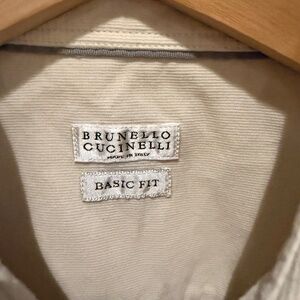 BRUNELLO
CUCINELLI
MADE IN ITALY
BASIC FIT